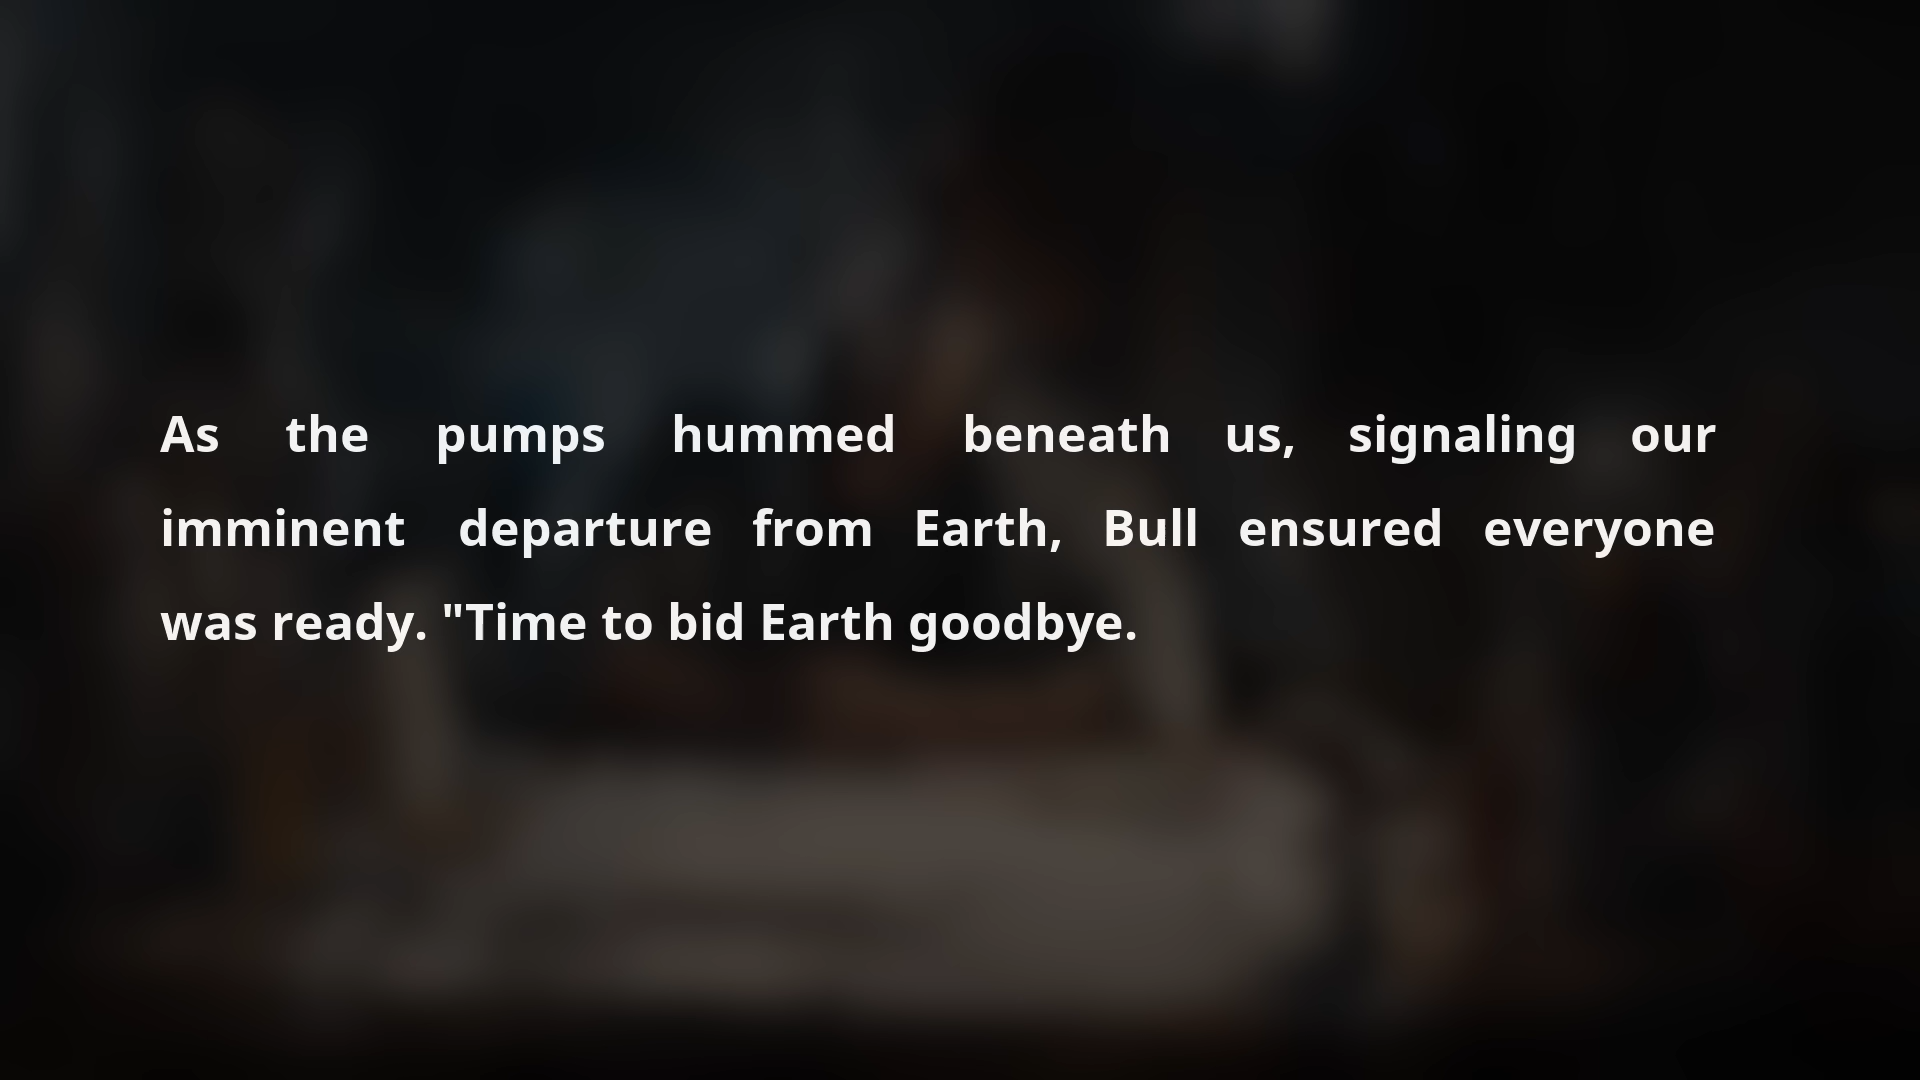 As the pumps hummed beneath us, signaling our
imminent departure from Earth, Bull ensured everyone
was ready. "Time to bid Earth goodbye.